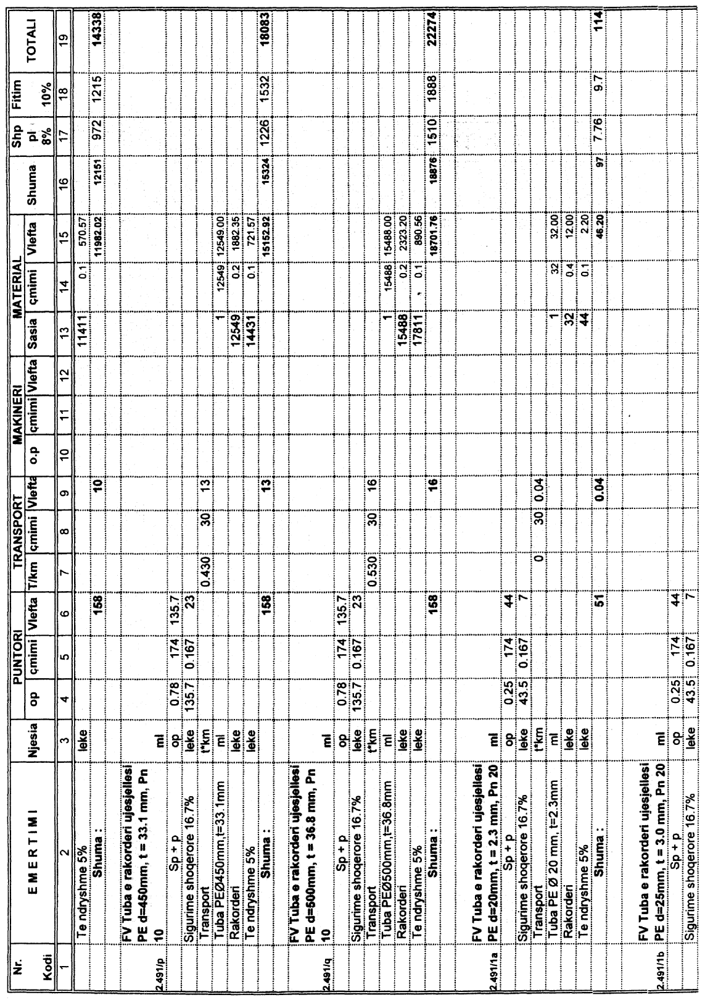 Nr. E M E R T I M I Njesia PUNTORI TRANSPORT MAKINERI MATERIAL Shuma Shp Fitim TOTALI
Kodi op çmimi Vlefta T/km çmimi Vlefta o.p çmimi Vlefta Sasia çmimi Vlefta pl 8% 10%
1 2 3 4 5 6 7 8 9 10 11 12 13 14 15 16 17 18 19
Te ndryshme 5% leke 11411 0.1 570.57
Shuma : 158 10 11982.02 12151 972 1215 14338
FV Tuba e rakorderi ujesjellesi
PE d=450mm, t = 33.1 mm, Pn
2.491/p 10 ml
Sp + p op 0.78 174 135.7
Sigurime shoqerore 16.7% leke 135.7 0.167 23
Transport t*km 0.430 30 13
Tuba PEØ450mm,t=33.1mm ml 1 12549 12549.00
Rakorderi leke 12549 0.2 1882.35
Te ndryshme 5% leke 14431 0.1 721.57
Shuma : 158 13 15152.92 15324 1226 1532 18083
FV Tuba e rakorderi ujesjellesi
PE d=500mm, t = 36.8 mm, Pn
2.491/q 10 ml
Sp + p op 0.78 174 135.7
Sigurime shoqerore 16.7% leke 135.7 0.167 23
Transport t*km 0.530 30 16
Tuba PEØ500mm,t=36.8mm ml 1 15488 15488.00
Rakorderi leke 15488 0.2 2323.20
Te ndryshme 5% leke 17811 0.1 890.56
Shuma : 158 16 18701.76 18876 1510 1888 22274
FV Tuba e rakorderi ujesjellesi
2.491/1a PE d=20mm, t = 2.3 mm, Pn 20 ml
Sp + p op 0.25 174 44
Sigurime shoqerore 16.7% leke 43.5 0.167 7
Transport t*km 0 30 0.04
Tuba PE Ø 20 mm, t=2.3mm ml 1 32 32.00
Rakorderi leke 32 0.4 12.00
Te ndryshme 5% leke 44 0.1 2.20
Shuma : 51 0.04 46.20 97 7.76 9.7 114
FV Tuba e rakorderi ujesjellesi
2.491/1b PE d=25mm, t = 3.0 mm, Pn 20 ml
Sp + p op 0.25 174 44
Sigurime shoqerore 16.7% leke 43.5 0.167 7